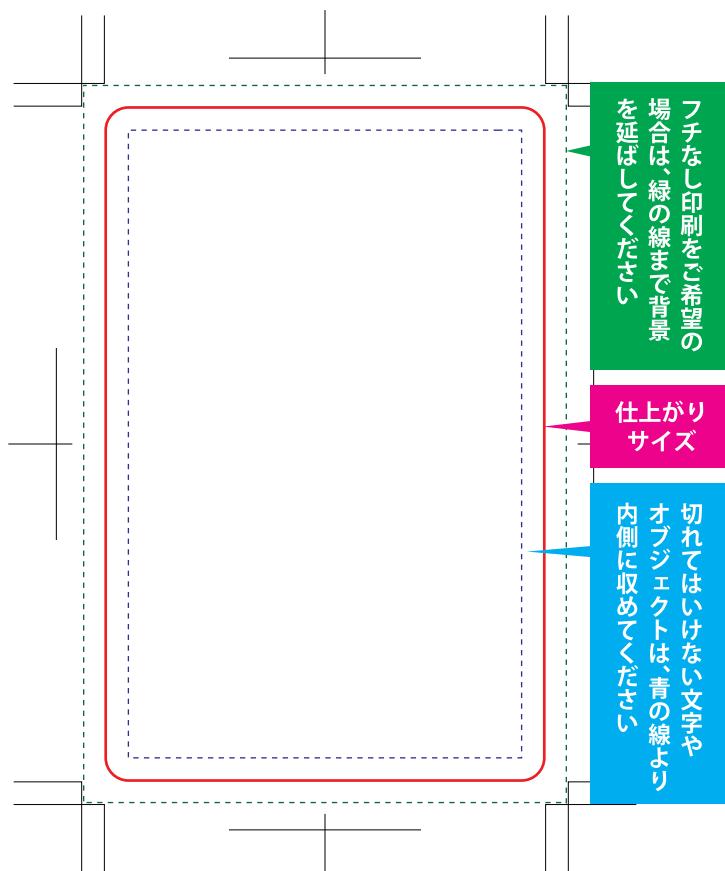 フチなし印刷をご希望の
場合は、緑の線まで背景
を延ばしてください
仕上がり
サイズ
切れてはいけない文字や
オブジェクトは、青の線より
内側に収めてください